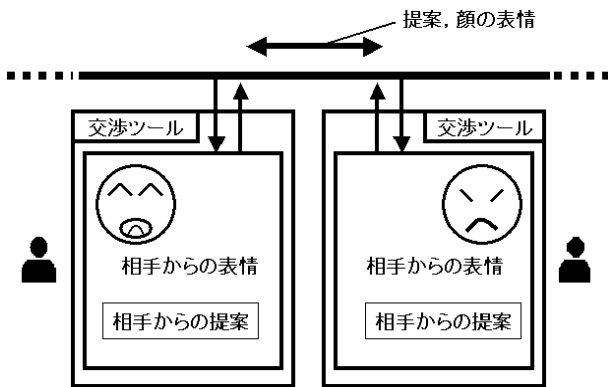 提案，顔の表情
交渉ツール
交渉ツール
相手からの表情
相手からの表情
相手からの提案
相手からの提案